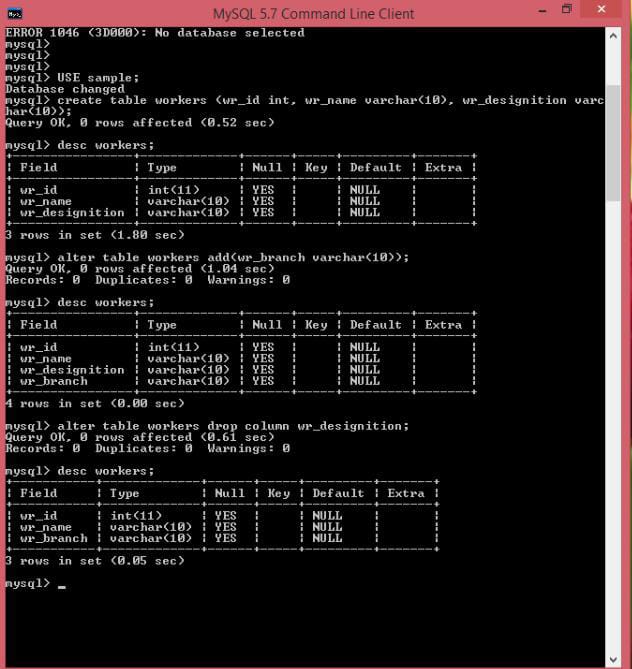 MySQL 5.7 Command Line Client
ERROR 1046 (3D000): No database selected
mysql>
mysql>
mysql>
mysql> USE sample;
Database changed
mysql> create table workers (wr_id int, wr_name varchar(10), wr_designition varc
har(10));
Query OK, 0 rows affected (0.52 sec)
mysql> desc workers;
+----------------+-------------+------+-----+---------+-------+
| Field          | Type        | Null | Key | Default | Extra |
+----------------+-------------+------+-----+---------+-------+
| wr_id          | int(11)     | YES  |     | NULL    |       |
| wr_name        | varchar(10) | YES  |     | NULL    |       |
| wr_designition | varchar(10) | YES  |     | NULL    |       |
+----------------+-------------+------+-----+---------+-------+
3 rows in set (1.80 sec)
mysql> alter table workers add(wr_branch varchar(10));
Query OK, 0 rows affected (1.04 sec)
Records: 0  Duplicates: 0  Warnings: 0
mysql> desc workers;
+----------------+-------------+------+-----+---------+-------+
| Field          | Type        | Null | Key | Default | Extra |
+----------------+-------------+------+-----+---------+-------+
| wr_id          | int(11)     | YES  |     | NULL    |       |
| wr_name        | varchar(10) | YES  |     | NULL    |       |
| wr_designition | varchar(10) | YES  |     | NULL    |       |
| wr_branch      | varchar(10) | YES  |     | NULL    |       |
+----------------+-------------+------+-----+---------+-------+
4 rows in set (0.00 sec)
mysql> alter table workers drop column wr_designition;
Query OK, 0 rows affected (0.61 sec)
Records: 0  Duplicates: 0  Warnings: 0
mysql> desc workers;
+-----------+-------------+------+-----+---------+-------+
| Field     | Type        | Null | Key | Default | Extra |
+-----------+-------------+------+-----+---------+-------+
| wr_id     | int(11)     | YES  |     | NULL    |       |
| wr_name   | varchar(10) | YES  |     | NULL    |       |
| wr_branch | varchar(10) | YES  |     | NULL    |       |
+-----------+-------------+------+-----+---------+-------+
3 rows in set (0.05 sec)
mysql> _